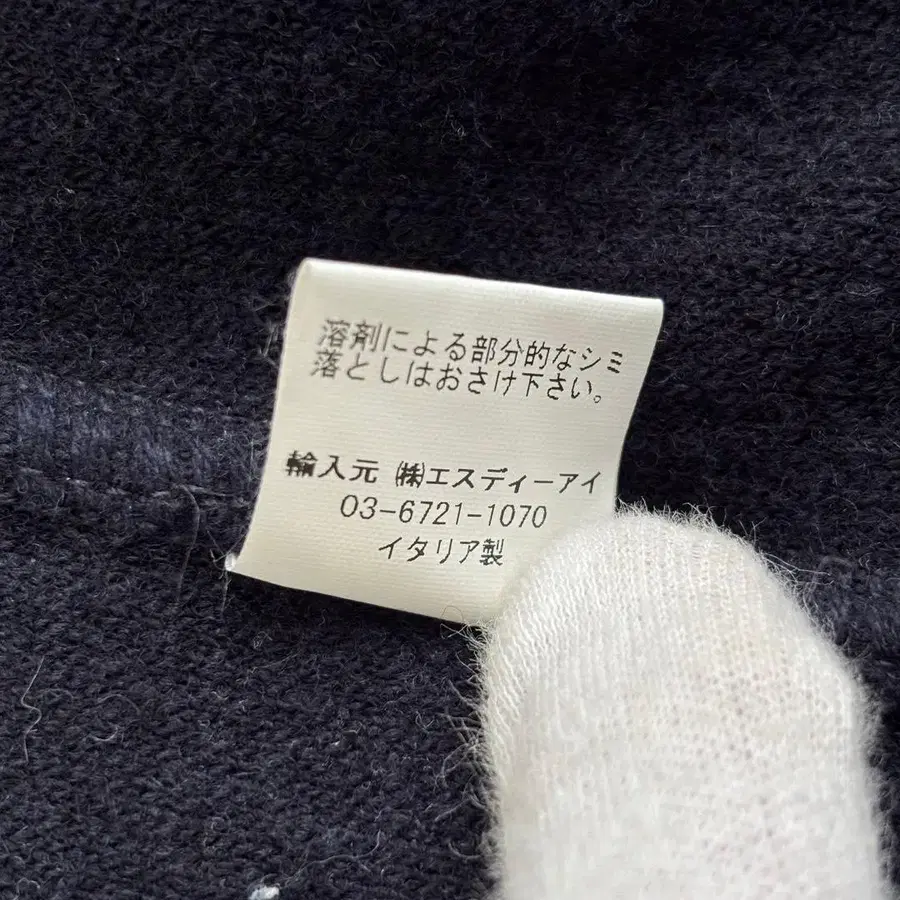 溶剤による部分的なシミ
落としはおさけ下さい。
輸入元 ㈱エスディーアイ
03-6721-1070
イタリア製